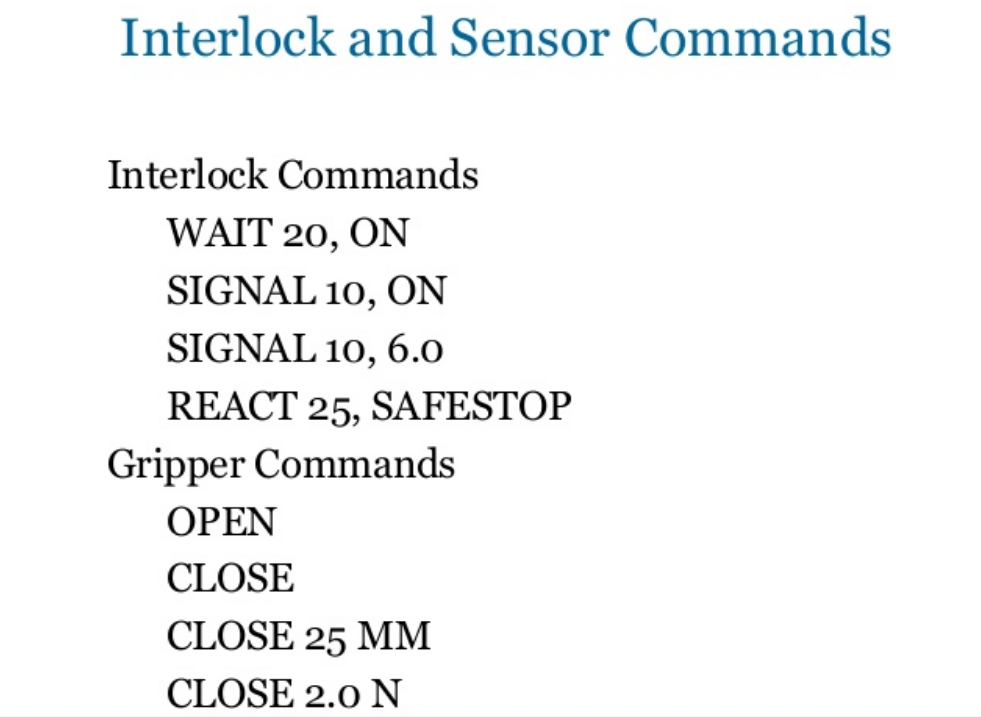 Interlock and Sensor Commands
Interlock Commands
WAIT 20, ON
SIGNAL 10, ON
SIGNAL 10, 6.0
REACT 25, SAFESTOP
Gripper Commands
OPEN
CLOSE
CLOSE 25 MM
CLOSE 2.0 N